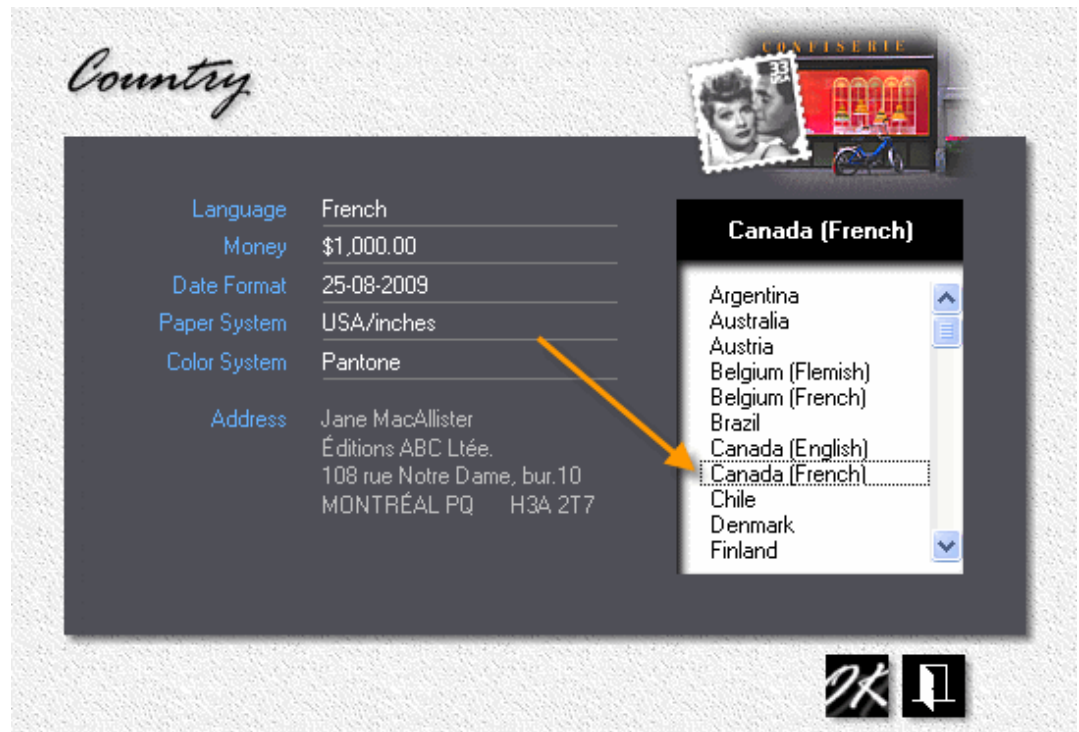 Country
CONFISERIE
33
USA
Language French
Money $1,000.00
Date Format 25-08-2009
Paper System USA/inches
Color System Pantone
Address Jane MacAllister
Éditions ABC Ltée.
108 rue Notre Dame, bur.10
MONTRÉAL PQ H3A 2T7
Canada (French)
Argentina
Australia
Austria
Belgium (Flemish)
Belgium (French)
Brazil
Canada (English)
Canada (French)
Chile
Denmark
Finland
OK